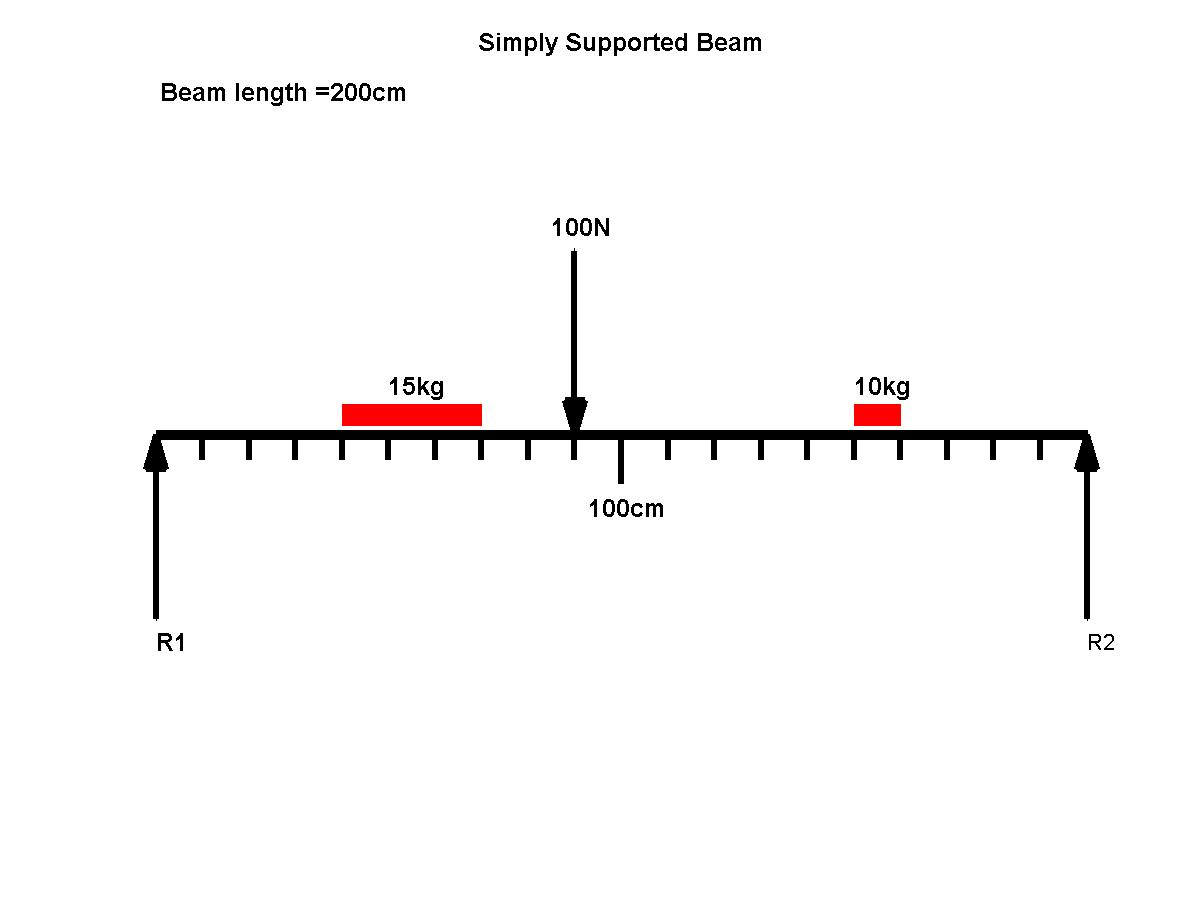 Simply Supported Beam
Beam length =200cm
100N
15kg
10kg
100cm
R1
R2